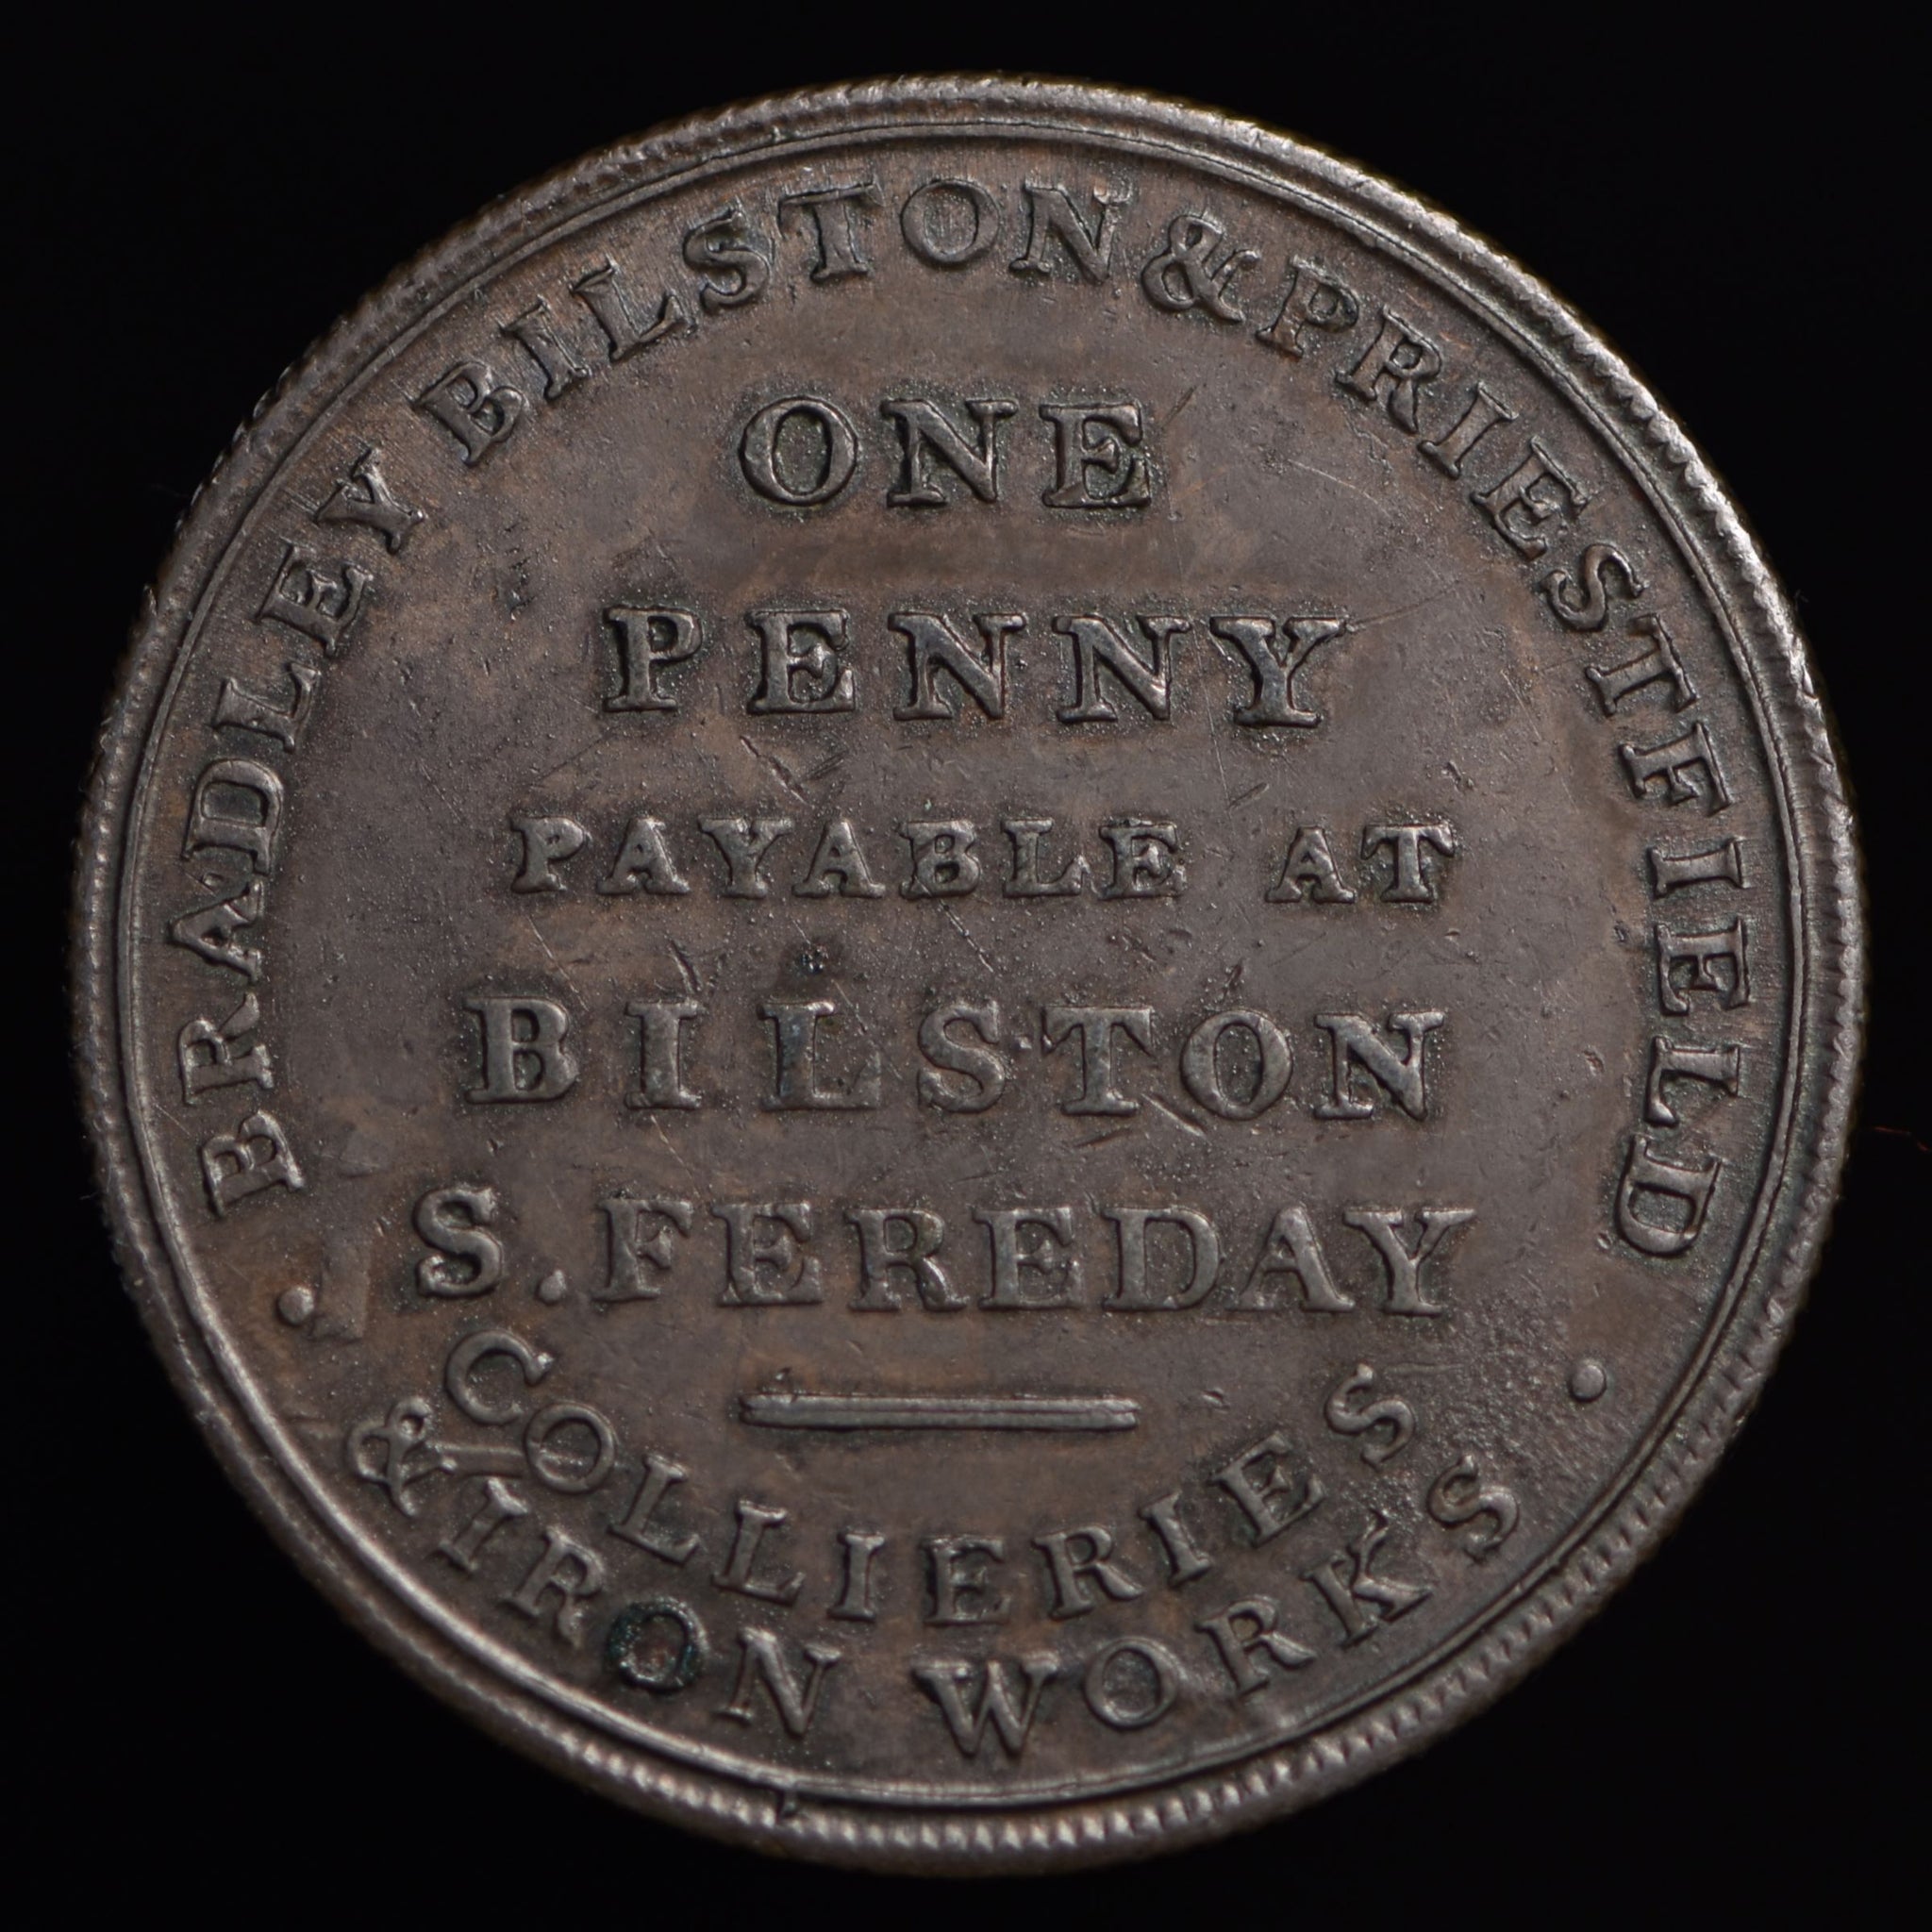 BRADLEY BILSTON & PRIESTFIELD
ONE
PENNY
PAYABLE AT
BILSTON
S. FEREDAY
COLLIERIES
& IRON WORKS